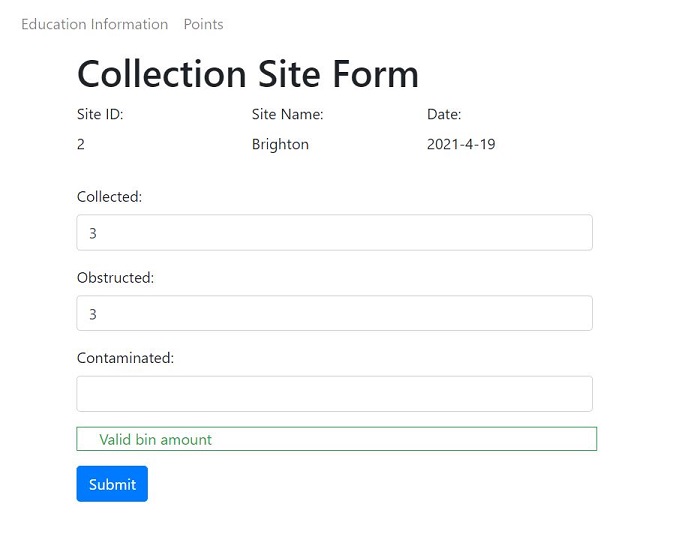 Education Information Points
Collection Site Form
Site ID: Site Name: Date:
2 Brighton 2021-4-19
Collected:
3
Obstructed:
3
Contaminated:
Valid bin amount
Submit